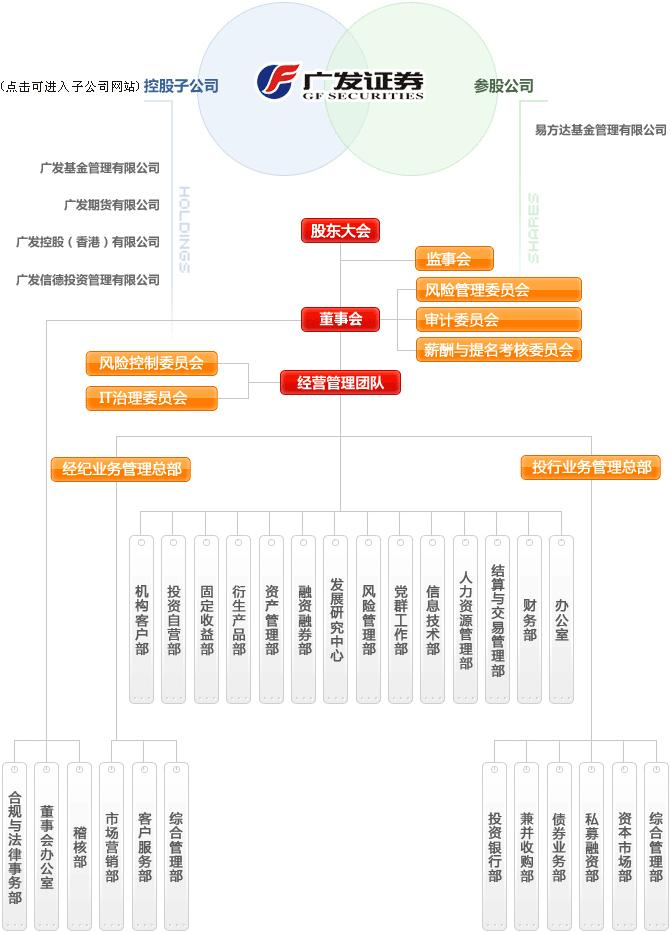 广发证券
GF SECURITIES
(点击可进入子公司网站)
控股子公司
参股公司
易方达基金管理有限公司
广发基金管理有限公司
广发期货有限公司
广发控股（香港）有限公司
广发信德投资管理有限公司
HOLDINGS
SHARES
股东大会
监事会
风险管理委员会
董事会
审计委员会
薪酬与提名考核委员会
风险控制委员会
经营管理团队
IT治理委员会
经纪业务管理总部
投行业务管理总部
机构客户部
投资自营部
固定收益部
衍生产品部
资产管理部
融资融券部
发展研究中心
风险管理部
党群工作部
信息技术部
人力资源管理部
结算与交易管理部
财务部
办公室
合规与法律事务部
董事会办公室
稽核部
市场营销部
客户服务部
综合管理部
投资银行部
兼并收购部
债券业务部
私募融资部
资本市场部
综合管理部